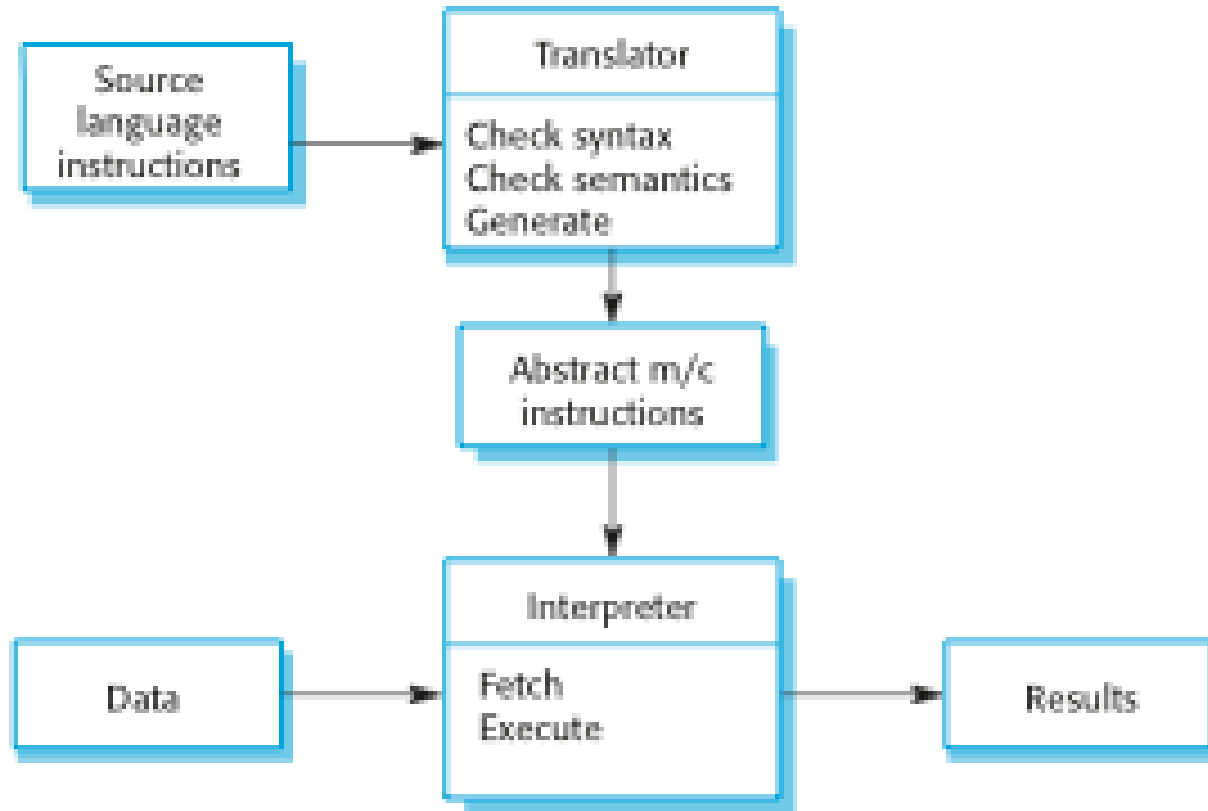 Source
language
instructions
Translator
Check syntax
Check semantics
Generate
Abstract m/c
instructions
Interpreter
Data
Fetch
Execute
Results